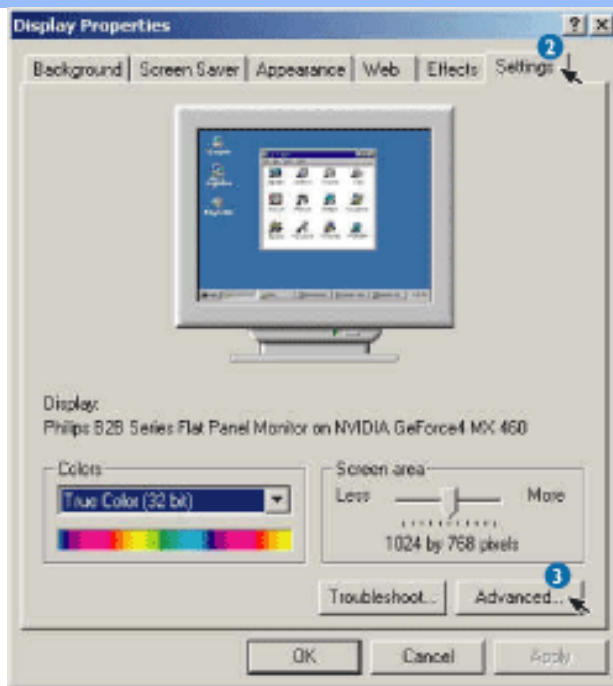 Display Properties
2
Background Screen Saver Appearance Web Effects Settings
Display:
Philips B2B Series Flat Panel Monitor on NVIDIA GeForce4 MX 460
Colors
Screen area
True Color (32 bit)
Less More
1024 by 768 pixels
3
Troubleshoot... Advanced...
OK Cancel Apply